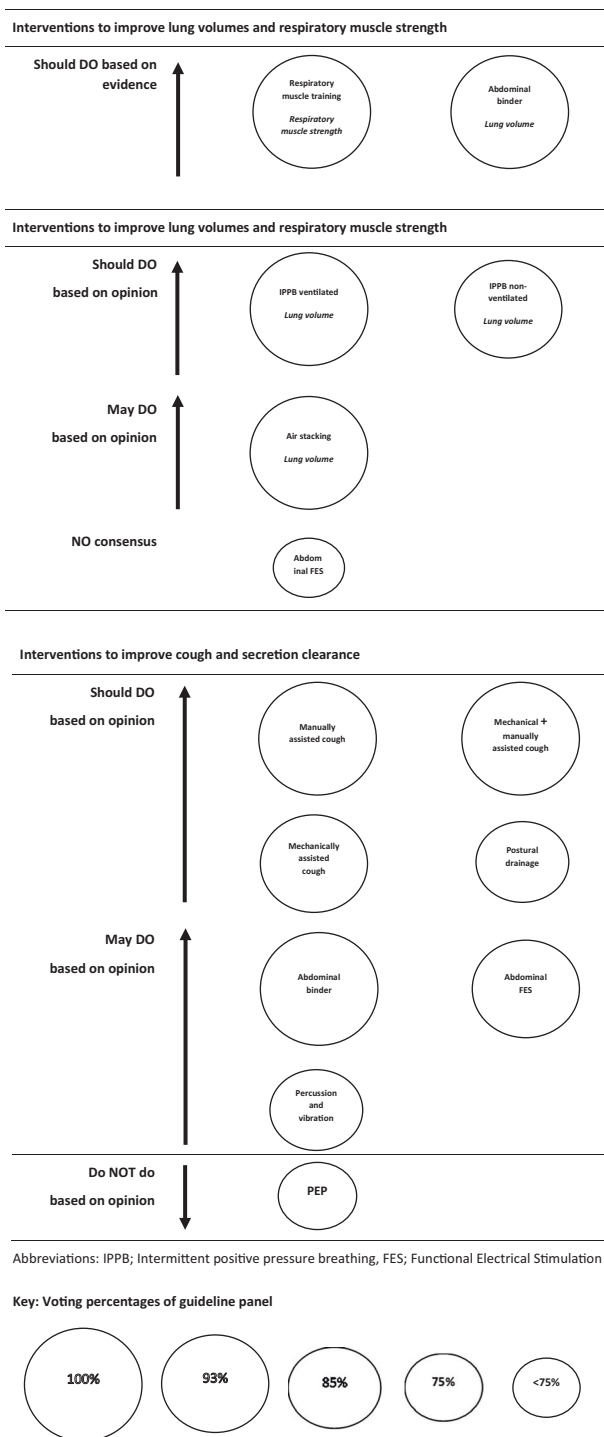 Interventions to improve lung volumes and respiratory muscle strength
Should DO based on
evidence
Respiratory
muscle training
Respiratory
muscle strength
Abdominal
binder
Lung volume
Interventions to improve lung volumes and respiratory muscle strength
Should DO
based on opinion
IPPB ventilated
Lung volume
IPPB non-
ventilated
Lung volume
May DO
based on opinion
Air stacking
Lung volume
NO consensus
Abdom
inal FES
Interventions to improve cough and secretion clearance
Should DO
based on opinion
Manually
assisted cough
Mechanical +
manually
assisted cough
Mechanically
assisted
cough
Postural
drainage
May DO
based on opinion
Abdominal
binder
Abdominal
FES
Percussion
and
vibration
Do NOT do
based on opinion
PEP
Abbreviations: IPPB; Intermittent positive pressure breathing, FES; Functional Electrical Stimulation
Key: Voting percentages of guideline panel
100%
93%
85%
75%
<75%